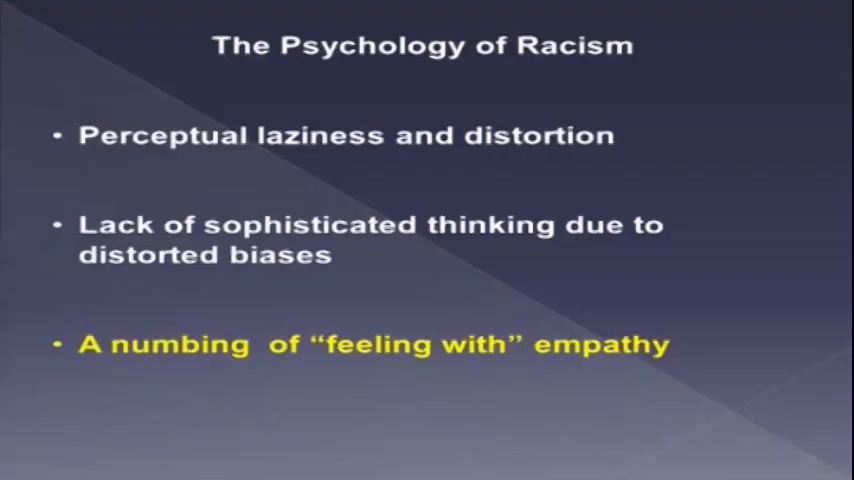 The Psychology of Racism
• Perceptual laziness and distortion
• Lack of sophisticated thinking due to
distorted biases
• A numbing of “feeling with” empathy